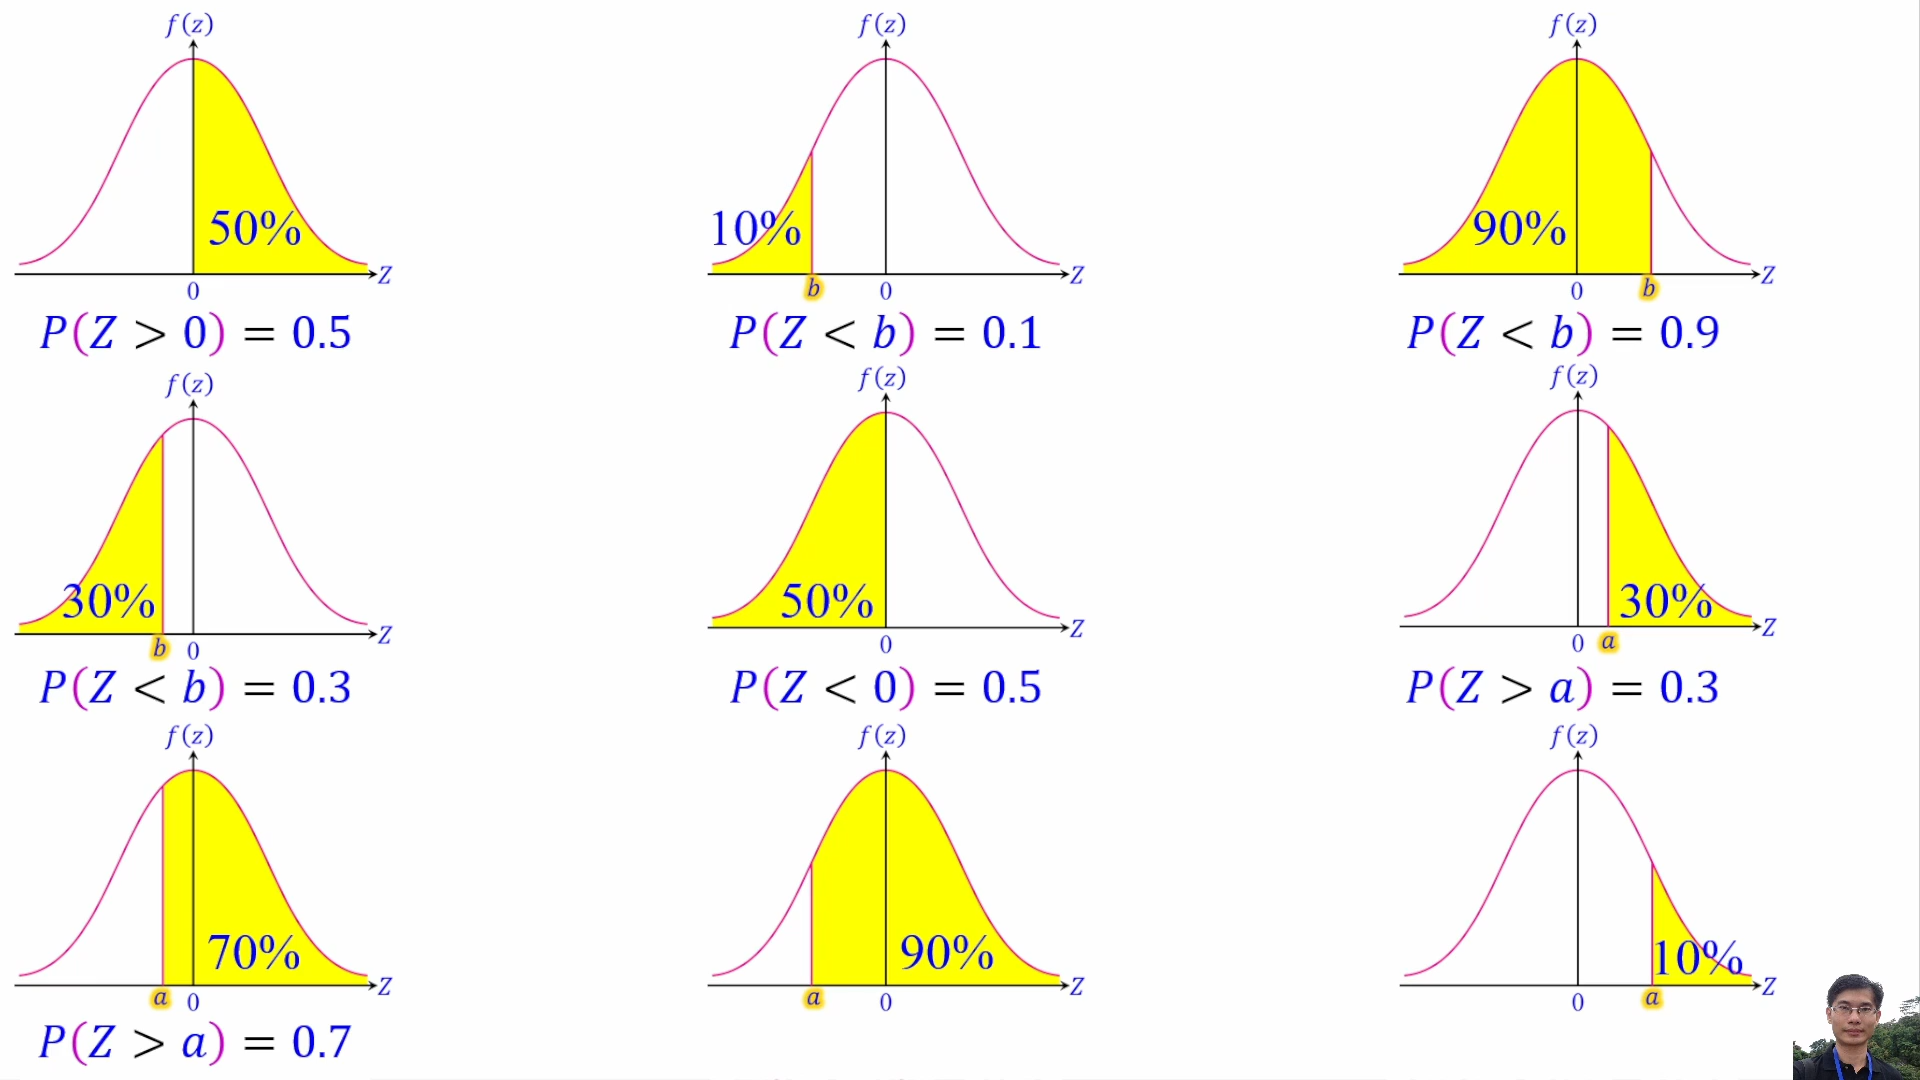 f(z) f(z) f(z)
50% 10% 90%
Z Z Z
0 b 0 0 b
P(Z > 0) = 0.5 P(Z < b) = 0.1 P(Z < b) = 0.9
f(z) f(z) f(z)
30% 50% 30%
Z Z Z
b 0 0 0 a
P(Z < b) = 0.3 P(Z < 0) = 0.5 P(Z > a) = 0.3
f(z) f(z) f(z)
70% 90% 10%
Z Z Z
a 0 a 0 0 a
P(Z > a) = 0.7